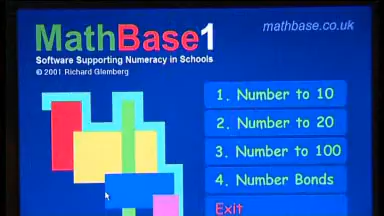 MathBase1
mathbase.co.uk
Software Supporting Numeracy in Schools
© 2001 Richard Glemberg
1. Number to 10
2. Number to 20
3. Number to 100
4. Number Bonds
Exit